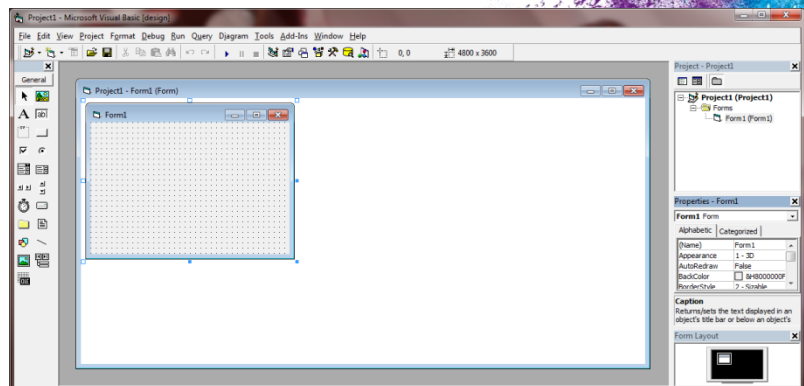 Project1 - Microsoft Visual Basic [design]
File Edit View Project Format Debug Run Query Diagram Tools Add-Ins Window Help
0, 0 4800 x 3600
General
A ab
Project1 - Form1 (Form)
Form1
Project - Project1
Project1 (Project1)
Forms
Form1 (Form1)
Properties - Form1
Form1 Form
Alphabetic Categorized
(Name) Form1
Appearance 1 - 3D
AutoRedraw False
BackColor &H8000000F
BorderStyle 2 - Sizable
Caption
Returns/sets the text displayed in an
object's title bar or below an object's
Form Layout